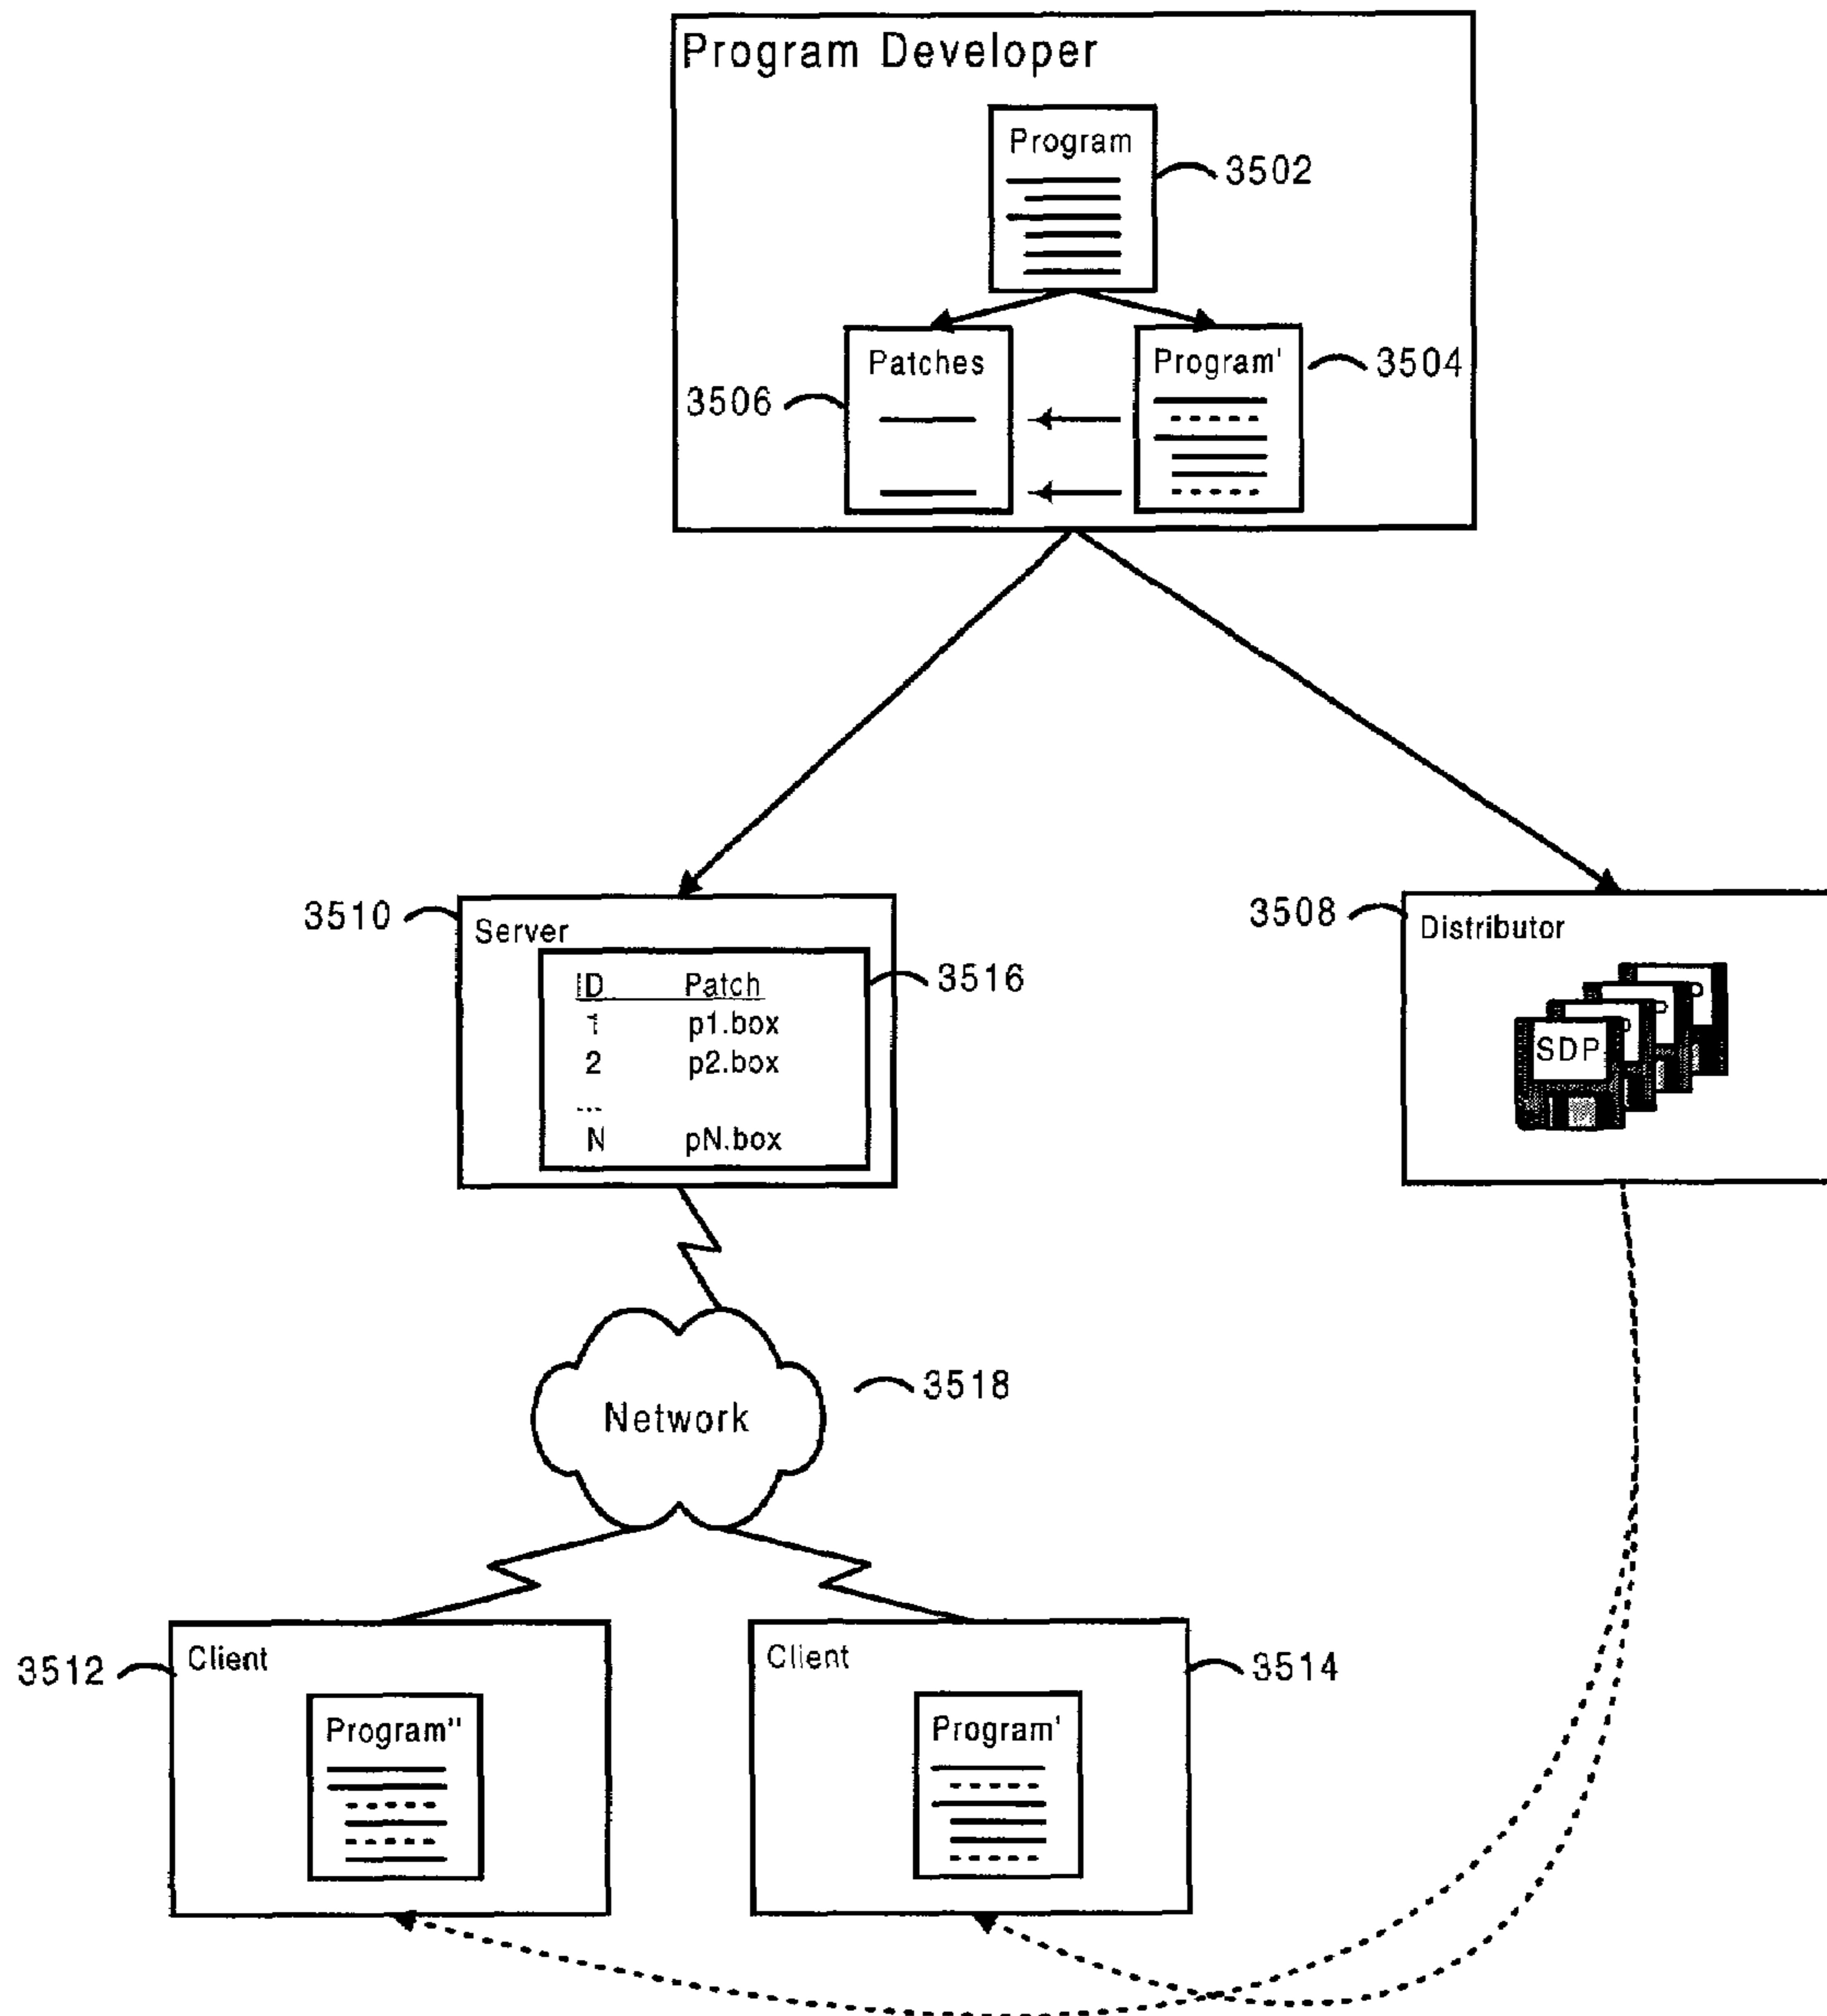 Program Developer
Program
3502
Patches
Program'
3504
3506
3510
Server
3516
ID Patch
1 p1.box
2 p2.box
...
N pN.box
3508
Distributor
SDP
Network
3518
3512
Client
Program"
Client
3514
Program'